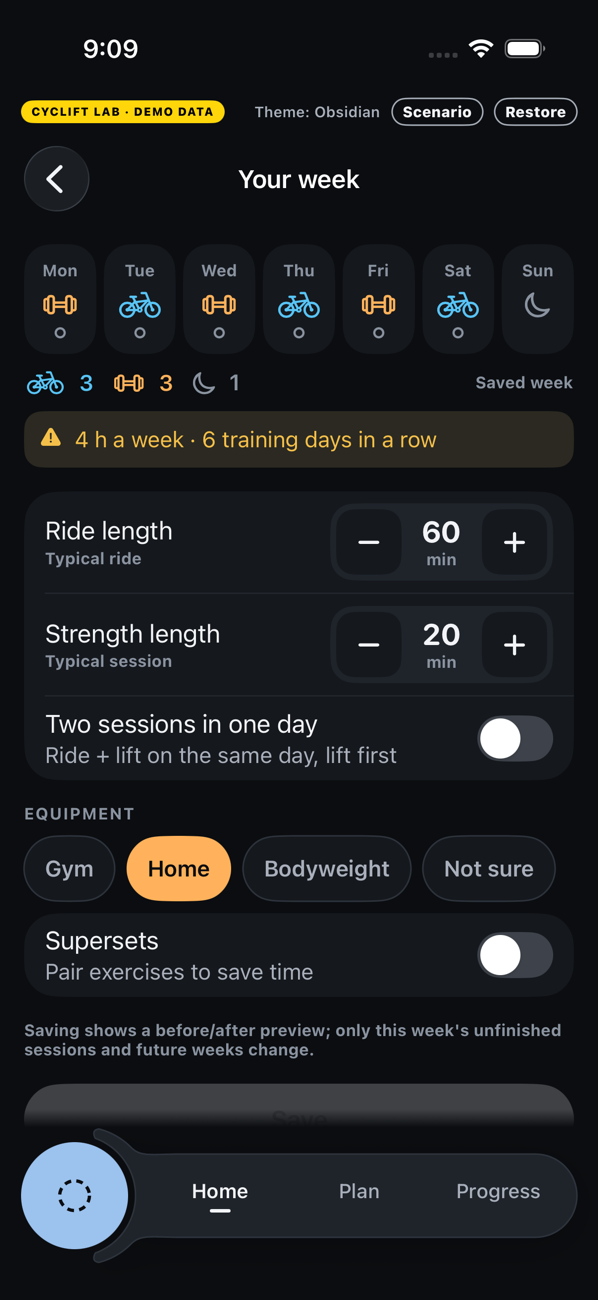 9:09
CYCLIFT LAB · DEMO DATA
Theme: Obsidian
Scenario
Restore
Your week
Mon
Tue
Wed
Thu
Fri
Sat
Sun
3
3
1
Saved week
4 h a week · 6 training days in a row
Ride length
Typical ride
− 60 +
min
Strength length
Typical session
− 20 +
min
Two sessions in one day
Ride + lift on the same day, lift first
EQUIPMENT
Gym
Home
Bodyweight
Not sure
Supersets
Pair exercises to save time
Saving shows a before/after preview; only this week's unfinished
sessions and future weeks change.
Save
Home
Plan
Progress